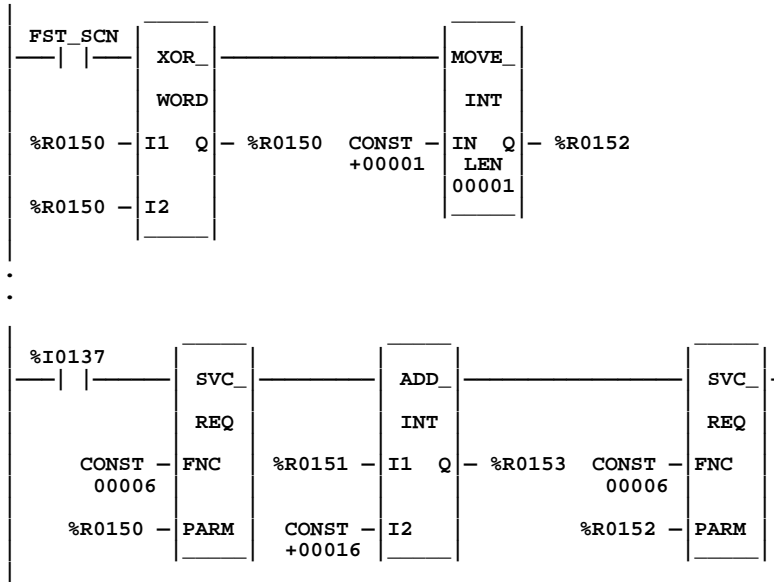 FST_SCN
XOR_ MOVE_
WORD INT
%R0150 I1 Q %R0150 CONST IN Q %R0152
+00001 LEN
00001
%R0150 I2
%I0137
SVC_ ADD_ SVC_
REQ INT REQ
CONST FNC %R0151 I1 Q %R0153 CONST FNC
00006 00006
%R0150 PARM CONST I2 %R0152 PARM
+00016